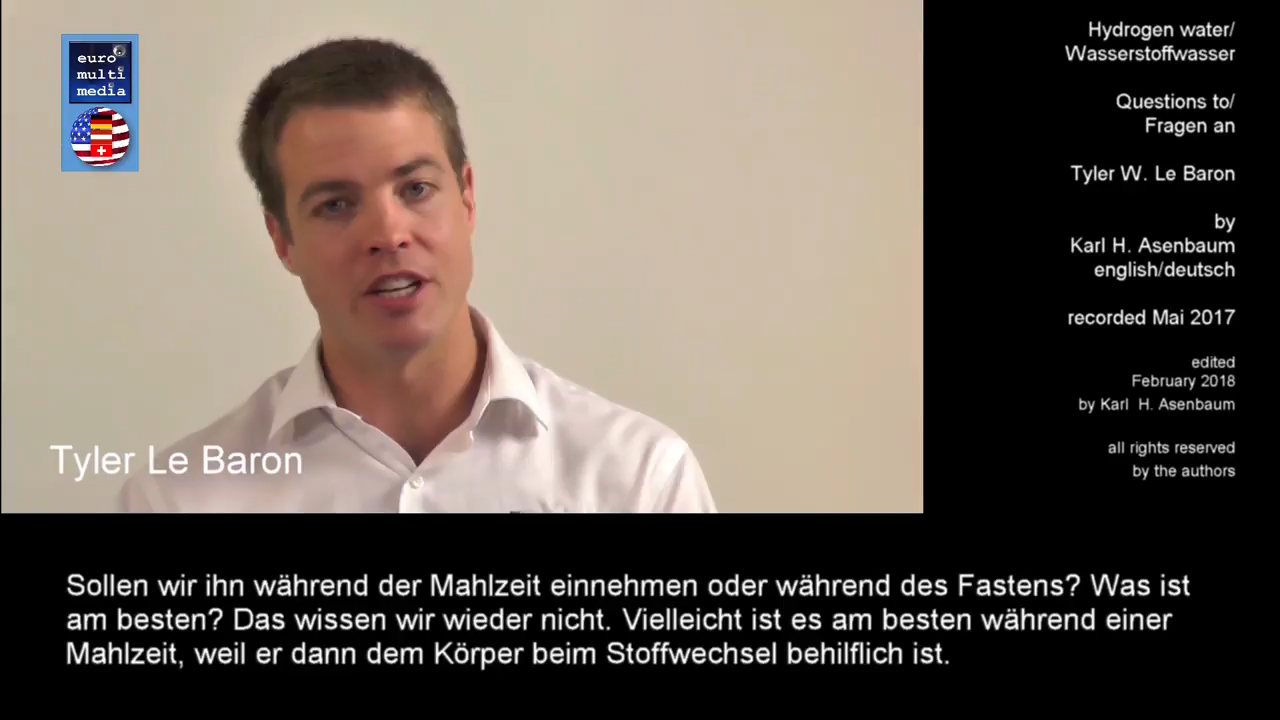 euro
multi
media
Tyler Le Baron
Hydrogen water/
Wasserstoffwasser
Questions to/
Fragen an
Tyler W. Le Baron
by
Karl H. Asenbaum
english/deutsch
recorded Mai 2017
edited
February 2018
by Karl H. Asenbaum
all rights reserved
by the authors
Sollen wir ihn während der Mahlzeit einnehmen oder während des Fastens? Was ist
am besten? Das wissen wir wieder nicht. Vielleicht ist es am besten während einer
Mahlzeit, weil er dann dem Körper beim Stoffwechsel behilflich ist.